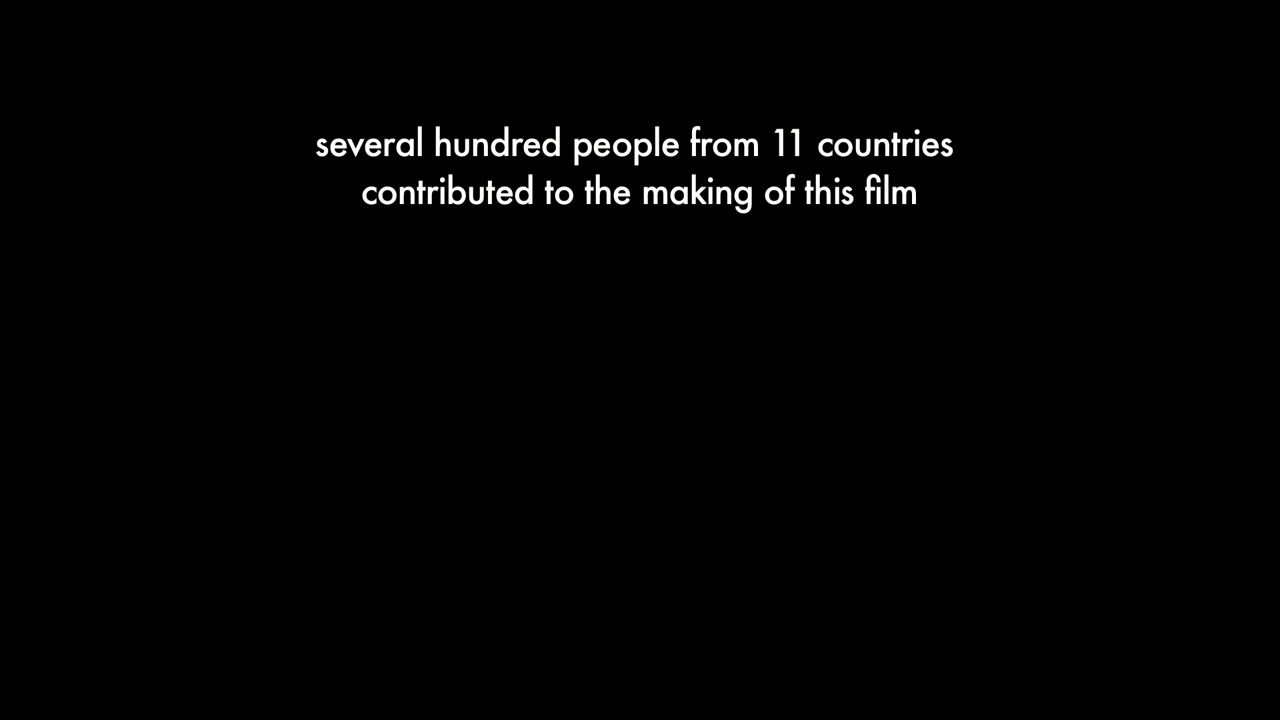 several hundred people from 11 countries
contributed to the making of this film